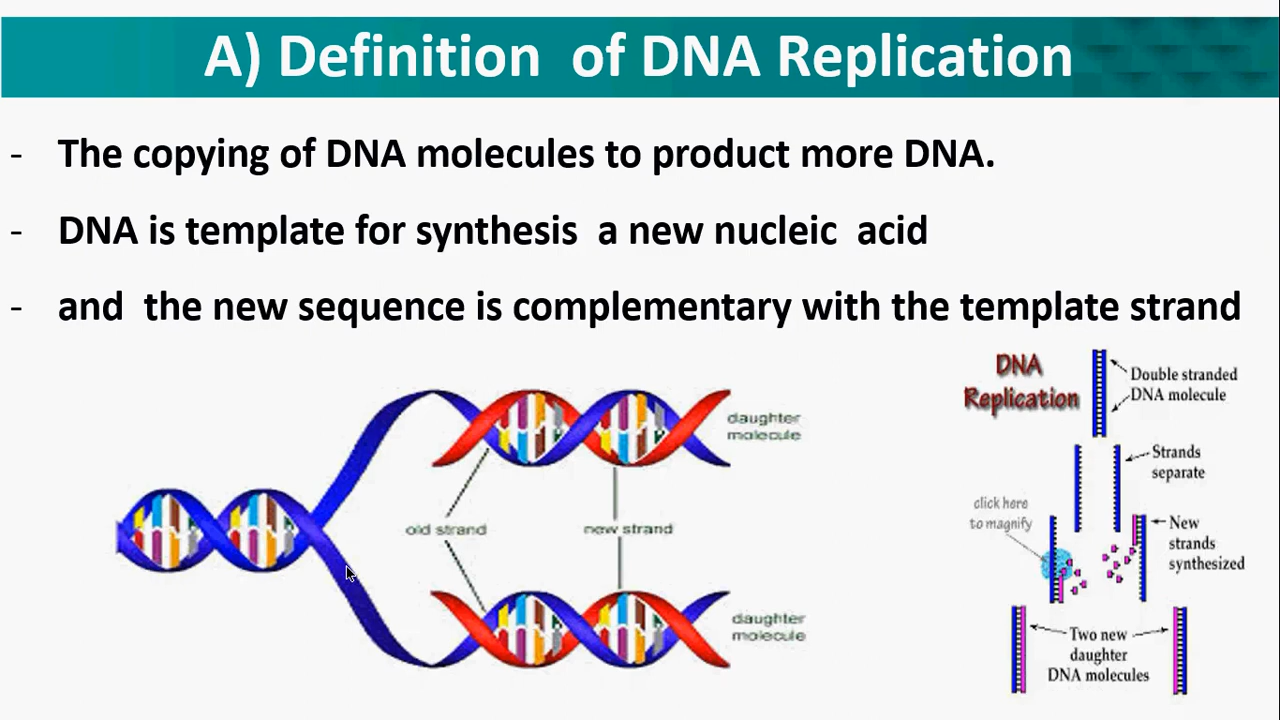 A) Definition of DNA Replication
- The copying of DNA molecules to product more DNA.
- DNA is template for synthesis a new nucleic acid
- and the new sequence is complementary with the template strand
daughter
molecule
old strand
new strand
daughter
molecule
DNA
Replication
Double stranded
DNA molecule
Strands
separate
click here
to magnify
New
strands
synthesized
Two new
daughter
DNA molecules